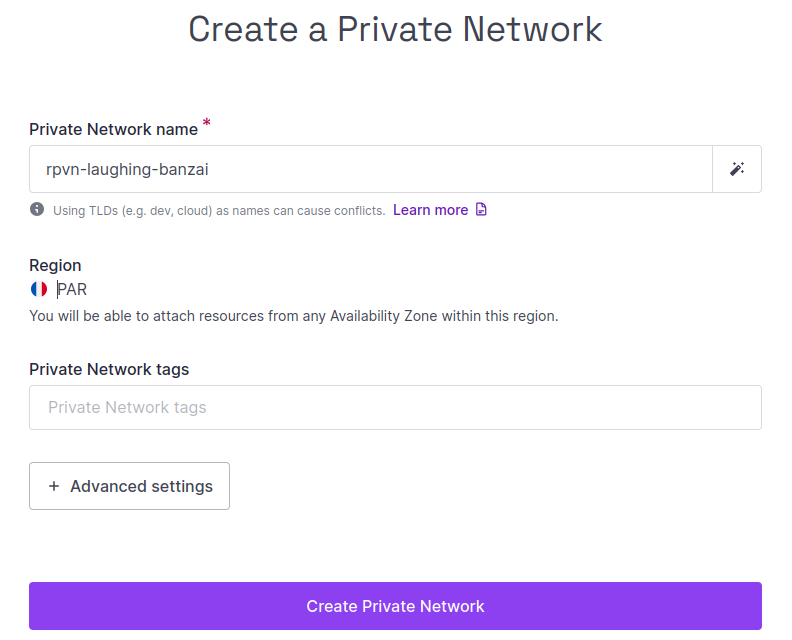 Create a Private Network
Private Network name *
rpvn-laughing-banzai
Using TLDs (e.g. dev, cloud) as names can cause conflicts. Learn more
Region
PAR
You will be able to attach resources from any Availability Zone within this region.
Private Network tags
Private Network tags
+ Advanced settings
Create Private Network